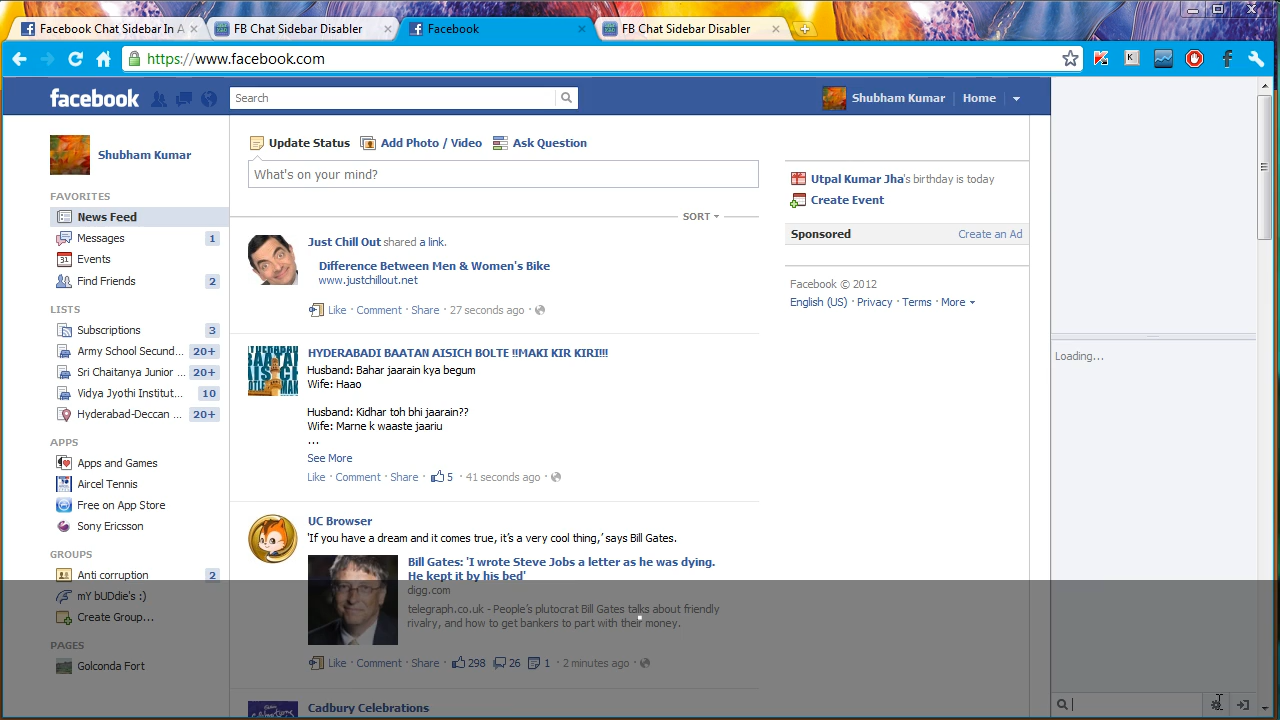 Facebook Chat Sidebar In A
FB Chat Sidebar Disabler
Facebook
FB Chat Sidebar Disabler
https://www.facebook.com
facebook
Search
Shubham Kumar
Home
Shubham Kumar
FAVORITES
News Feed
Messages 1
Events
Find Friends 2
LISTS
Subscriptions 3
Army School Secund... 20+
Sri Chaitanya Junior ... 20+
Vidya Jyothi Institut... 10
Hyderabad-Deccan ... 20+
APPS
Apps and Games
Aircel Tennis
Free on App Store
Sony Ericsson
GROUPS
Anti corruption 2
mY bUDdie's :)
Create Group...
PAGES
Golconda Fort
Update Status
Add Photo / Video
Ask Question
What's on your mind?
SORT
Just Chill Out shared a link.
Difference Between Men & Women's Bike
www.justchillout.net
Like · Comment · Share · 27 seconds ago ·
HYDERABADI BAATAN AISICH BOLTE !!MAKI KIR KIRI!!!
Husband: Bahar jaarain kya begum
Wife: Haao
Husband: Kidhar toh bhi jaarain??
Wife: Marne k waaste jaariu
...
See More
Like · Comment · Share · 5 · 41 seconds ago ·
UC Browser
'If you have a dream and it comes true, it's a very cool thing,' says Bill Gates.
Bill Gates: 'I wrote Steve Jobs a letter as he was dying.
He kept it by his bed'
digg.com
telegraph.co.uk - People's plutocrat Bill Gates talks about friendly
rivalry, and how to get bankers to part with their money.
Like · Comment · Share · 298 26 1 · 2 minutes ago ·
Cadbury Celebrations
Utpal Kumar Jha's birthday is today
Create Event
Sponsored
Create an Ad
Facebook © 2012
English (US) · Privacy · Terms · More
Loading...